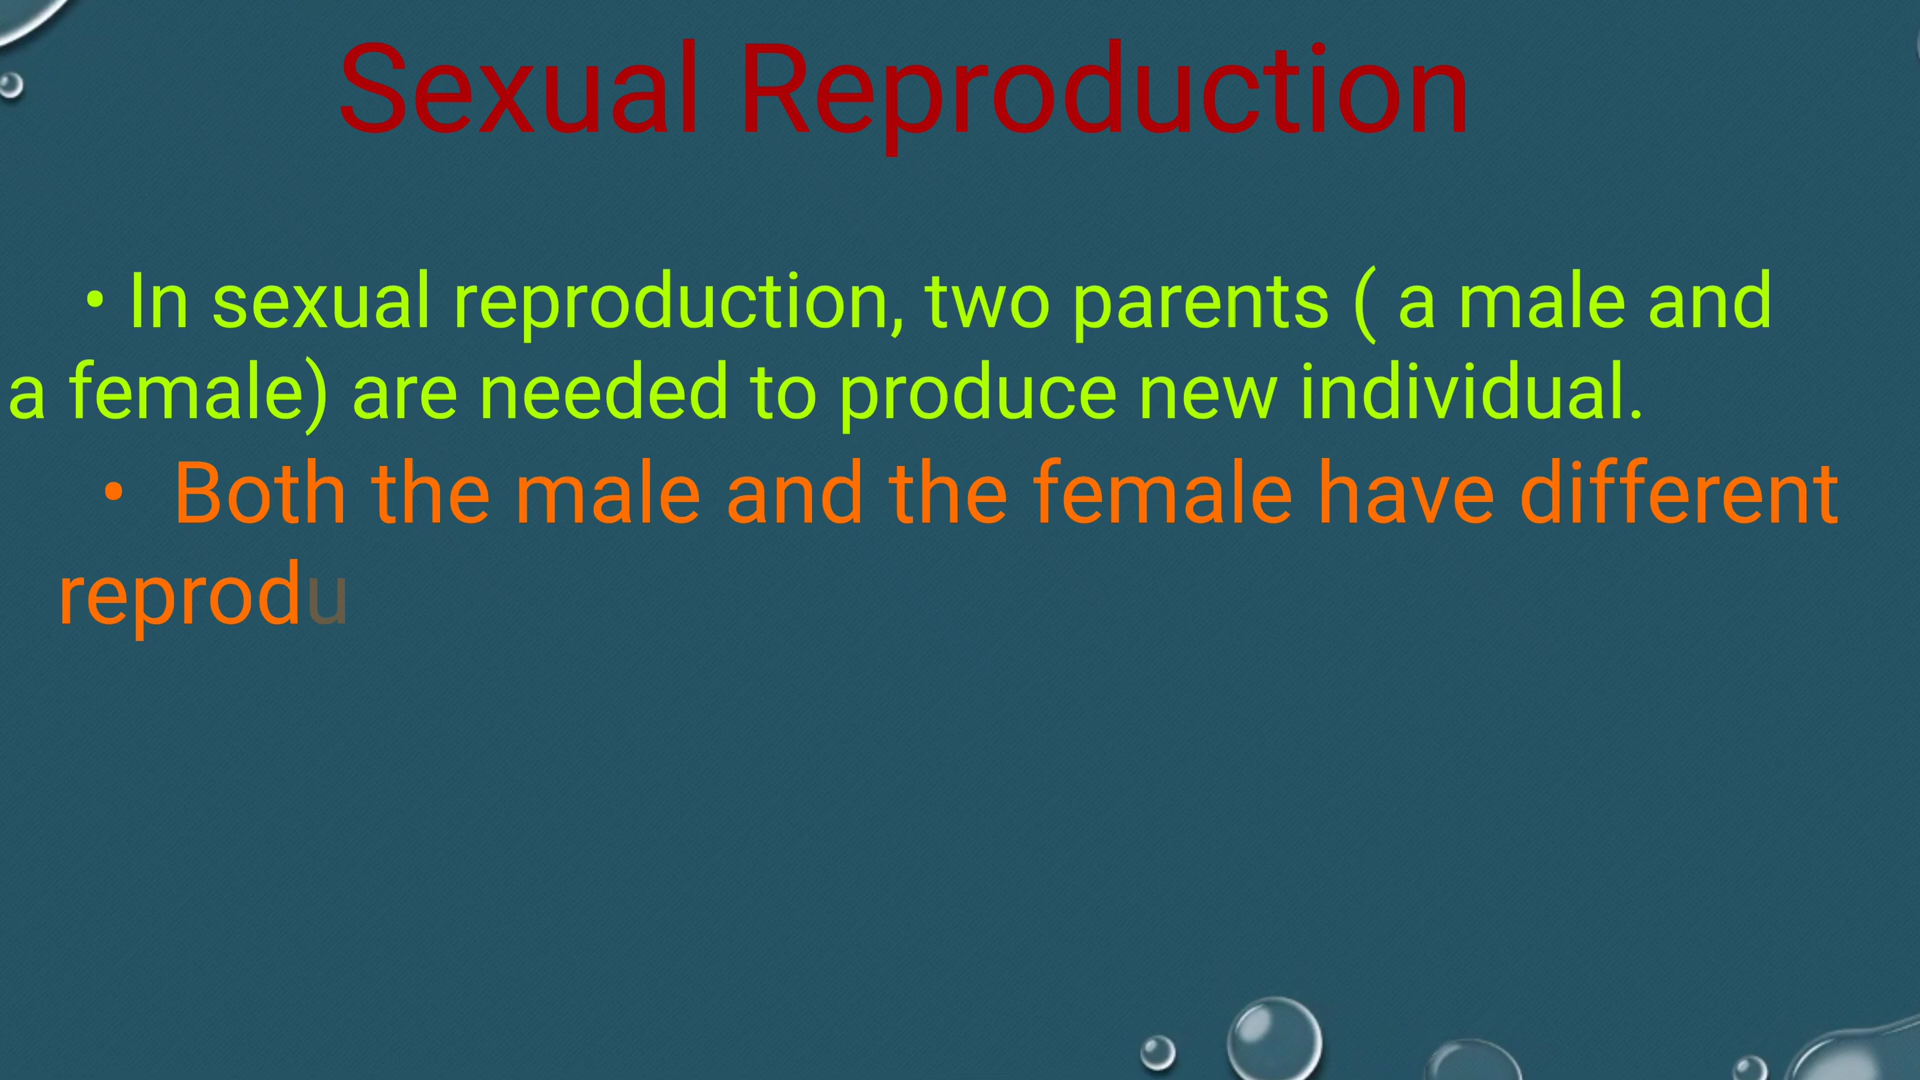 Sexual Reproduction
• In sexual reproduction, two parents ( a male and
a female) are needed to produce new individual.
• Both the male and the female have different
reprodu